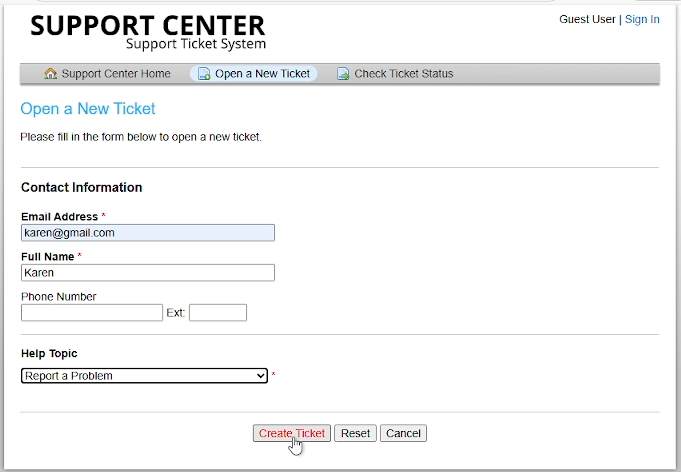 SUPPORT CENTER
Support Ticket System
Guest User | Sign In
Support Center Home
Open a New Ticket
Check Ticket Status
Open a New Ticket
Please fill in the form below to open a new ticket.
Contact Information
Email Address *
karen@gmail.com
Full Name *
Karen
Phone Number
Ext:
Help Topic
Report a Problem *
Create Ticket
Reset
Cancel